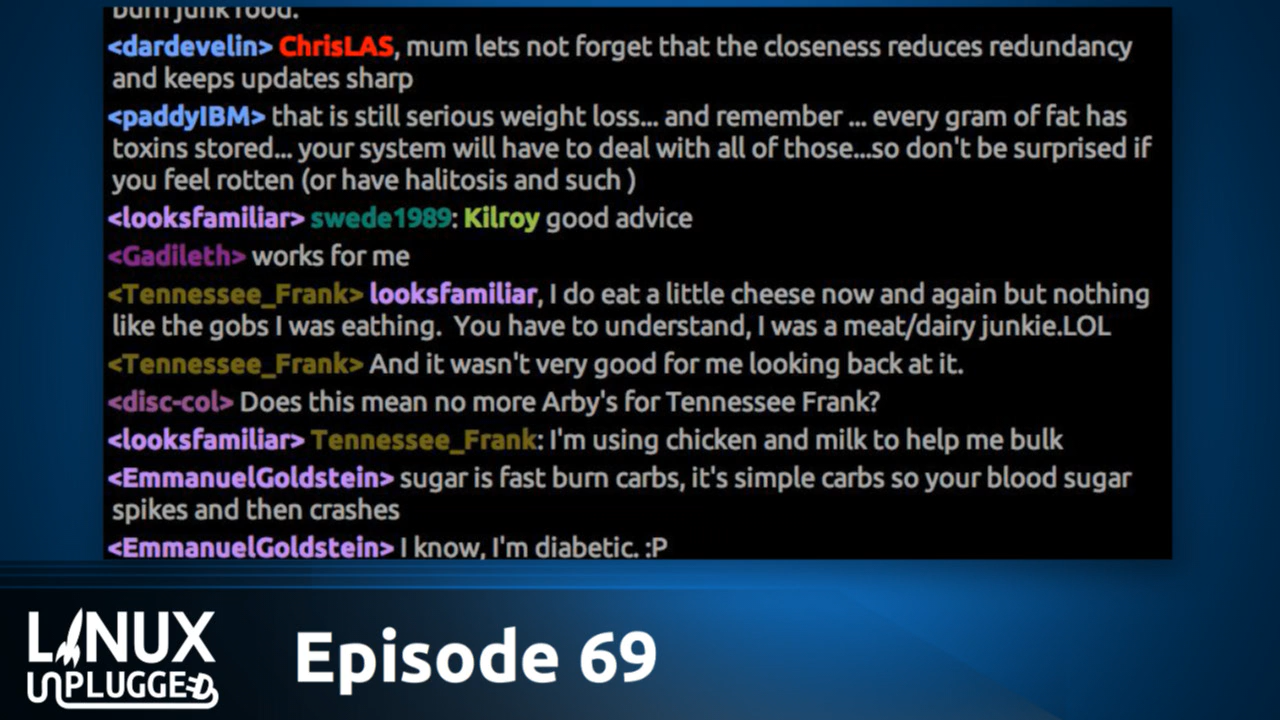 burn junk food.
<dardevelin> ChrisLAS, mum lets not forget that the closeness reduces redundancy
and keeps updates sharp
<paddyIBM> that is still serious weight loss... and remember ... every gram of fat has
toxins stored... your system will have to deal with all of those...so don't be surprised if
you feel rotten (or have halitosis and such )
<looksfamiliar> swede1989: Kilroy good advice
<Gadileth> works for me
<Tennessee_Frank> looksfamiliar, I do eat a little cheese now and again but nothing
like the gobs I was eathing.  You have to understand, I was a meat/dairy junkie.LOL
<Tennessee_Frank> And it wasn't very good for me looking back at it.
<disc-col> Does this mean no more Arby's for Tennessee Frank?
<looksfamiliar> Tennessee_Frank: I'm using chicken and milk to help me bulk
<EmmanuelGoldstein> sugar is fast burn carbs, it's simple carbs so your blood sugar
spikes and then crashes
<EmmanuelGoldstein> I know, I'm diabetic. :P
LINUX
UNPLUGGED
Episode 69